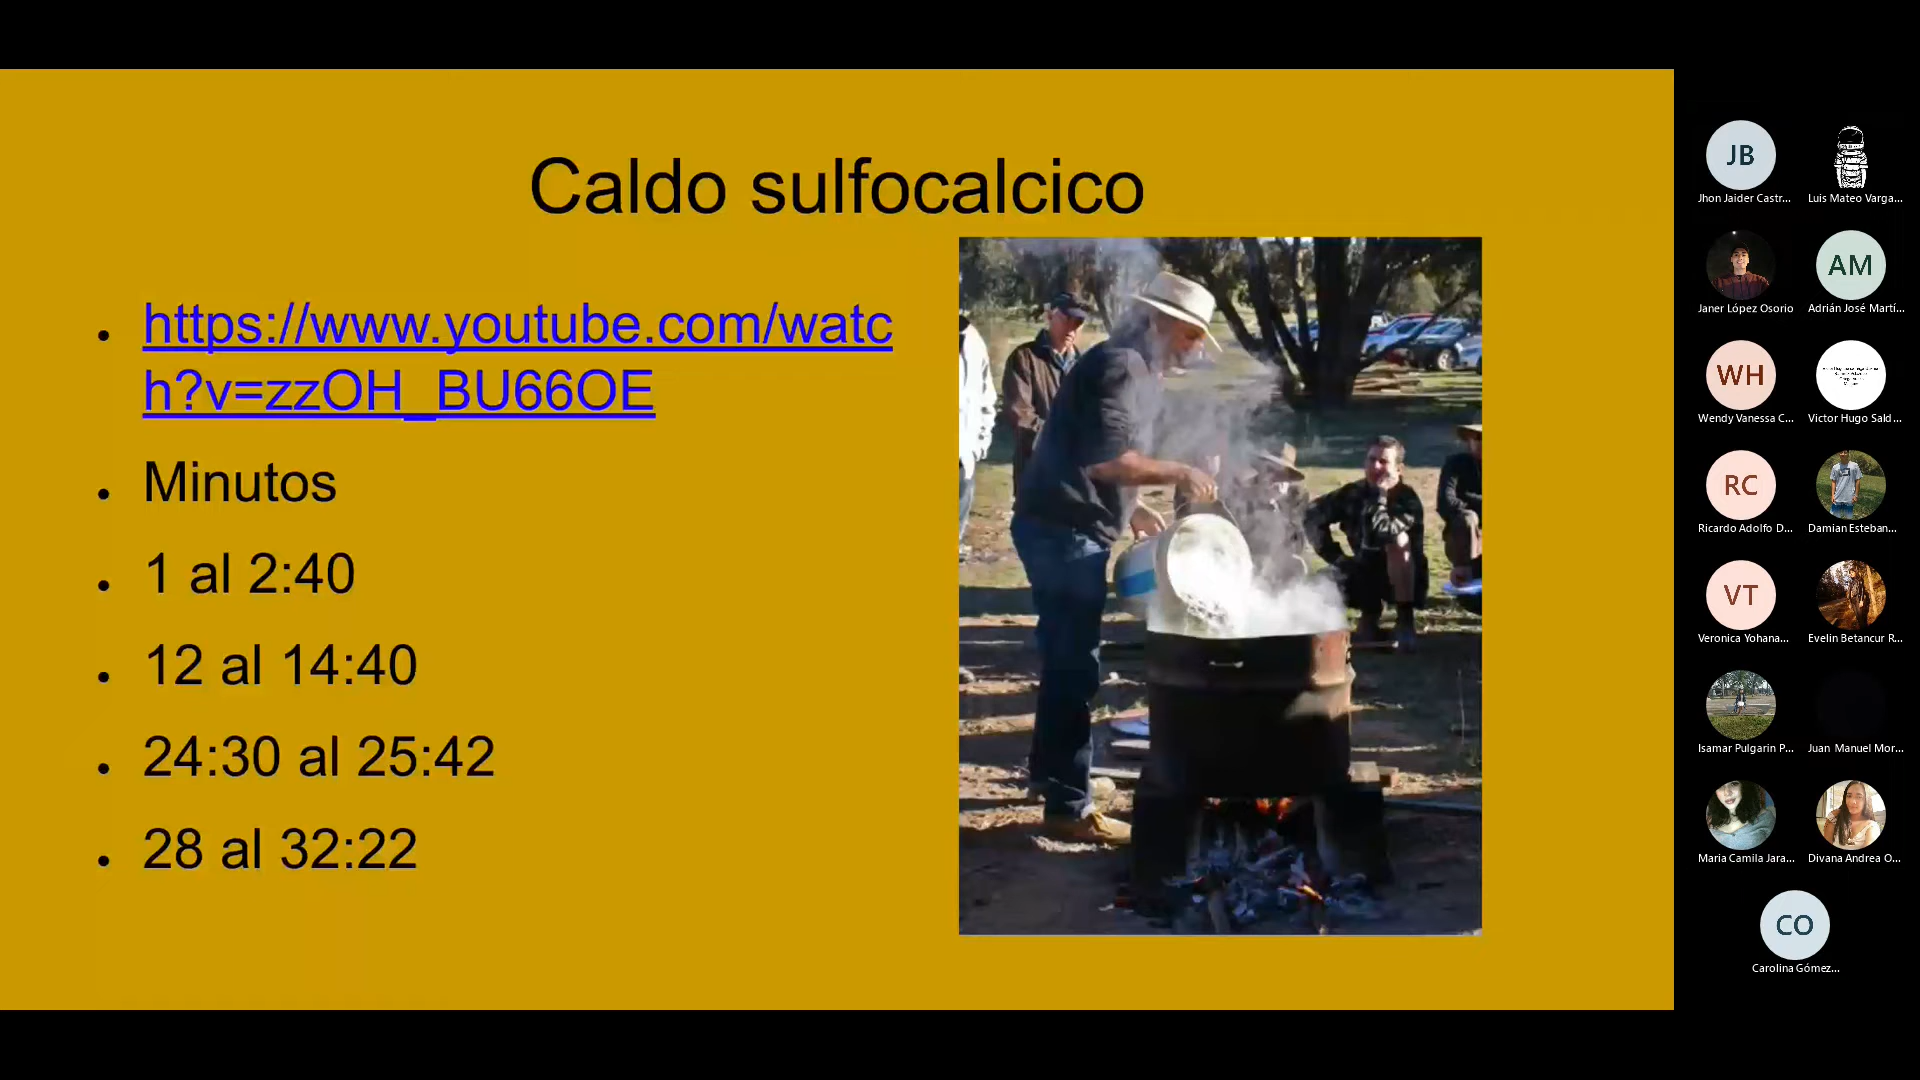 Caldo sulfocalcico
https://www.youtube.com/watc
h?v=zzOH_BU66OE
Minutos
1 al 2:40
12 al 14:40
24:30 al 25:42
28 al 32:22
JB
Jhon Jaider Castr...
Luis Mateo Varga...
Janer López Osorio
AM
Adrián José Martí...
WH
Wendy Vanessa C...
Victor Hugo Sald...
RC
Ricardo Adolfo D...
Damian Esteban...
VT
Veronica Yohana...
Evelin Betancur R...
Isamar Pulgarin P...
Juan Manuel Mor...
Maria Camila Jara...
Divana Andrea O...
CO
Carolina Gómez...